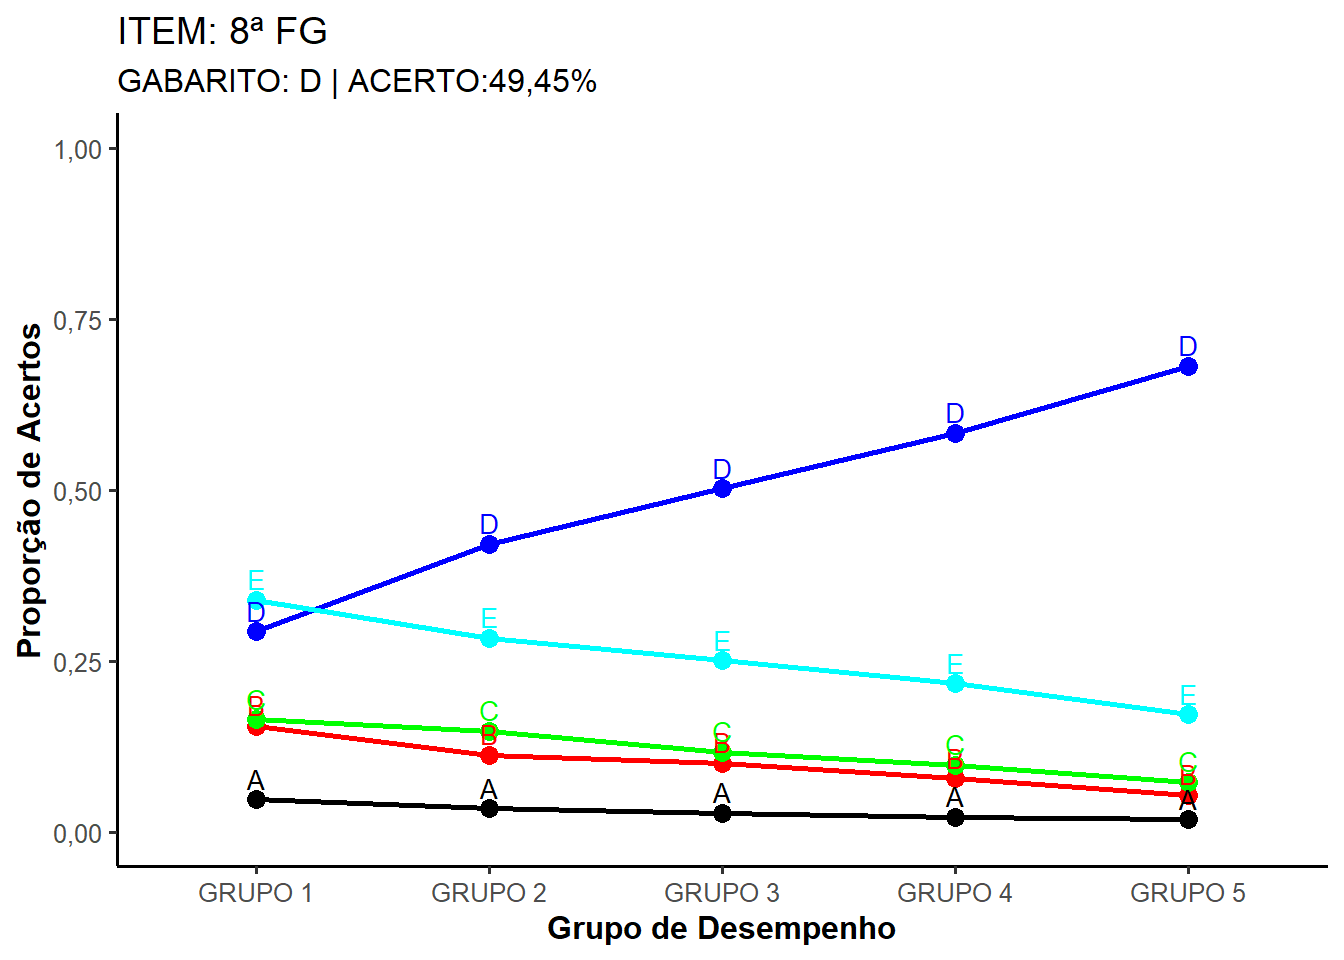 ITEM: 8ª FG
GABARITO: D | ACERTO:49,45%
Proporção de Acertos
1,00
0,75
0,50
0,25
0,00
D
D
D
D
D
E
E
E
E
E
C
C
C
C
C
B
B
B
B
B
A
A
A
A
A
GRUPO 1 GRUPO 2 GRUPO 3 GRUPO 4 GRUPO 5
Grupo de Desempenho